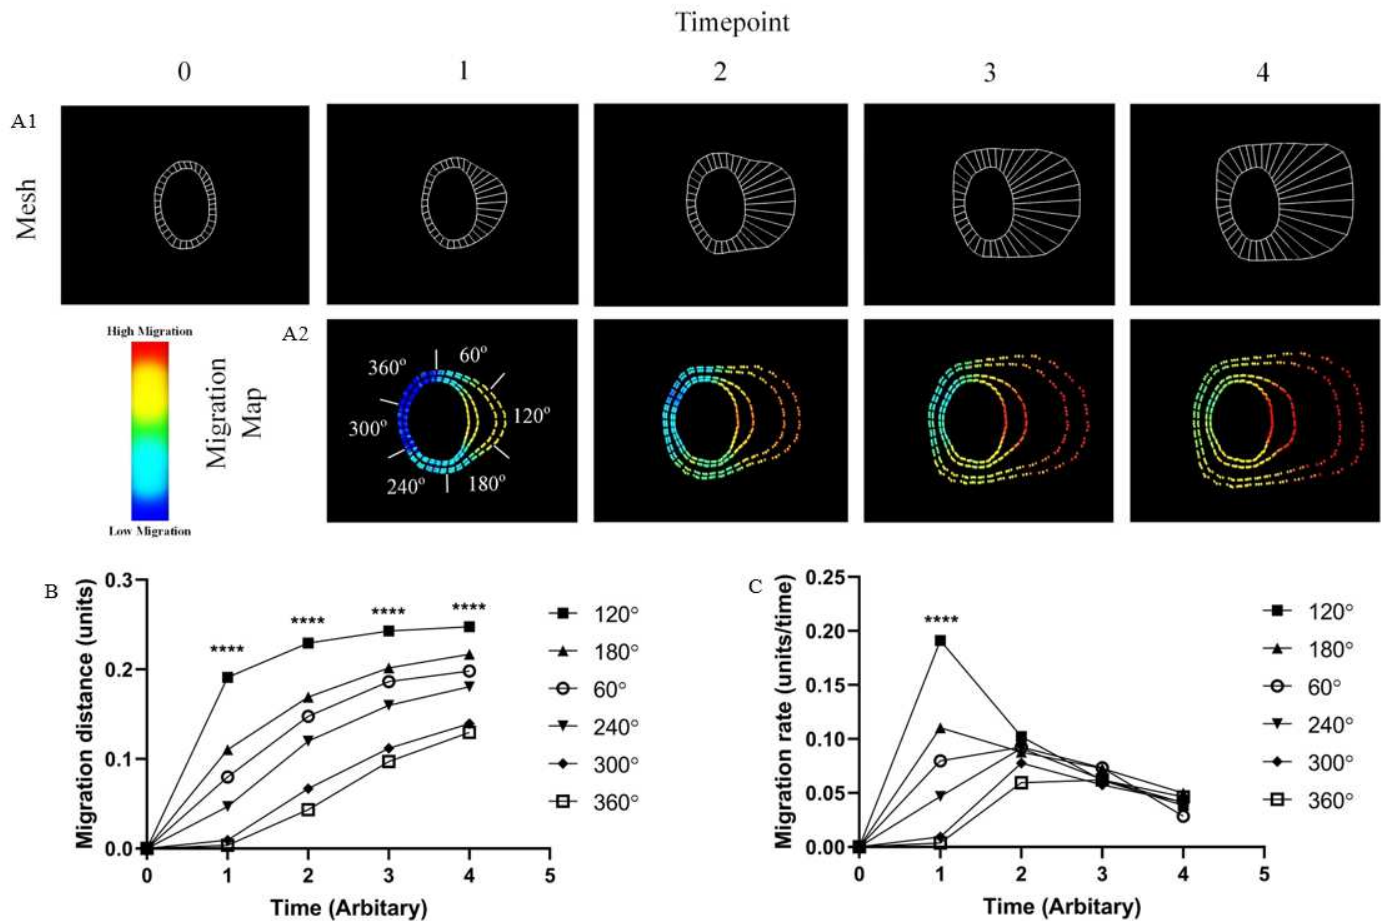 Timepoint
0 1 2 3 4
A1
Mesh
High Migration
Low Migration
Migration
Map
A2
360° 60°
300° 120°
240° 180°
B
Migration distance (units)
0.3
0.2
0.1
0.0
0 1 2 3 4 5
Time (Arbitary)
**** **** **** ****
120°
180°
60°
240°
300°
360°
C
Migration rate (units/time)
0.25
0.20
0.15
0.10
0.05
0.00
0 1 2 3 4 5
Time (Arbitary)
****
120°
180°
60°
240°
300°
360°